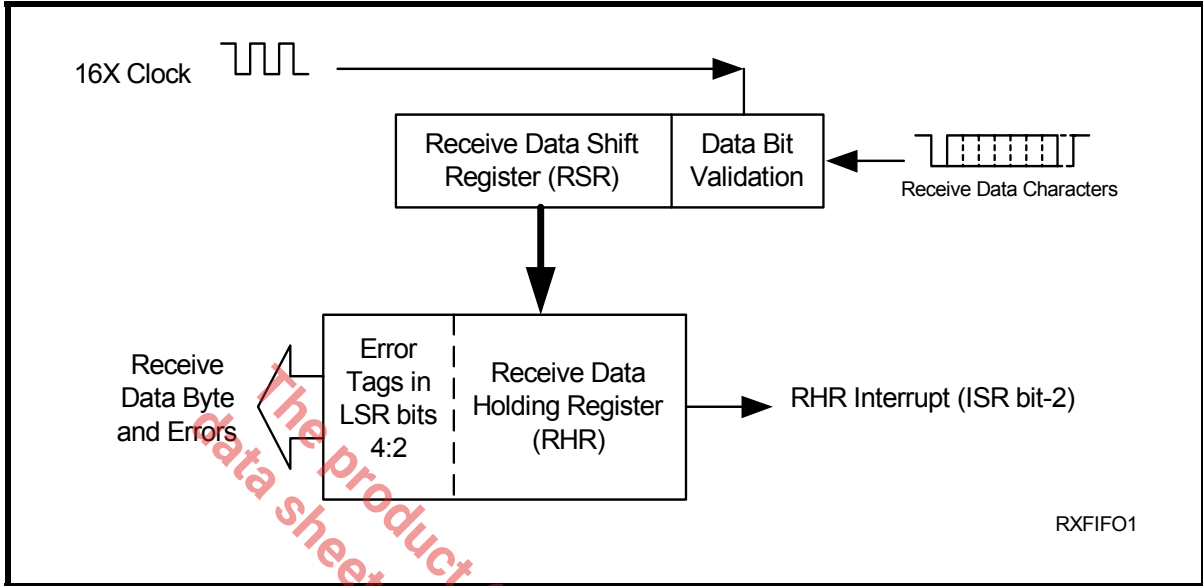 16X Clock
Receive Data Shift
Register (RSR)
Data Bit
Validation
Receive Data Characters
Receive
Data Byte
and Errors
Error
Tags in
LSR bits
4:2
Receive Data
Holding Register
(RHR)
RHR Interrupt (ISR bit-2)
RXFIFO1
The product
data sheet